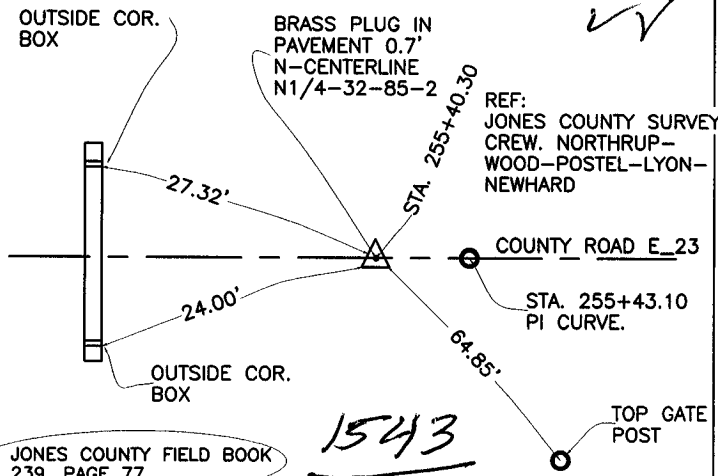 OUTSIDE COR.
BOX
BRASS PLUG IN
PAVEMENT 0.7'
N-CENTERLINE
N1/4-32-85-2
STA. 255+40.30
REF:
JONES COUNTY SURVEY
CREW. NORTHRUP-
WOOD-POSTEL-LYON-
NEWHARD
27.32'
COUNTY ROAD E_23
24.00'
STA. 255+43.10
PI CURVE.
64.85'
OUTSIDE COR.
BOX
TOP GATE
POST
1543
JONES COUNTY FIELD BOOK
239 PAGE 77